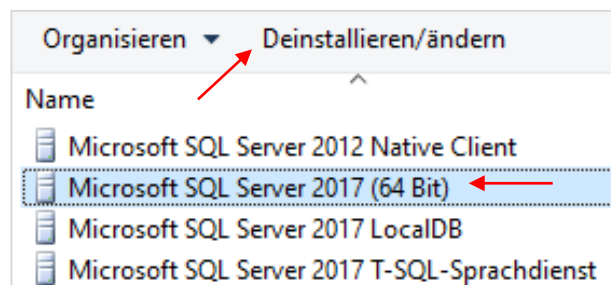 Organisieren Deinstallieren/ändern
Name
Microsoft SQL Server 2012 Native Client
Microsoft SQL Server 2017 (64 Bit)
Microsoft SQL Server 2017 LocalDB
Microsoft SQL Server 2017 T-SQL-Sprachdienst